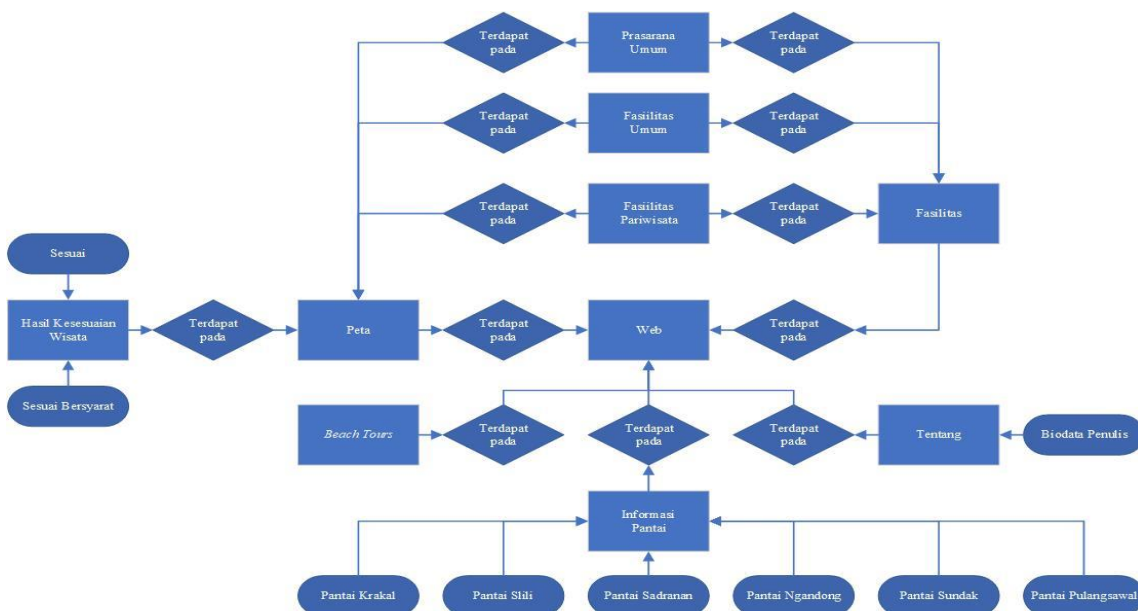 Terdapat
pada
Prasarana
Umum
Terdapat
pada
Terdapat
pada
Fasiilitas
Umum
Terdapat
pada
Terdapat
pada
Fasiilitas
Pariwisata
Terdapat
pada
Fasilitas
Sesuai
Hasil Kesesuaian
Wisata
Terdapat
pada
Peta
Terdapat
pada
Web
Terdapat
pada
Sesuai Bersyarat
Beach Tours
Terdapat
pada
Terdapat
pada
Terdapat
pada
Tentang
Biodata Penulis
Informasi
Pantai
Pantai Krakal
Pantai Slili
Pantai Sadranan
Pantai Ngandong
Pantai Sundak
Pantai Pulangsawal